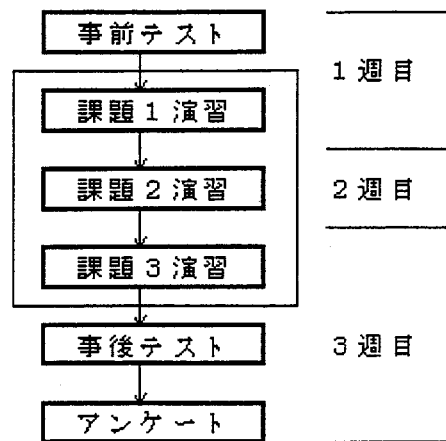 事前テスト
1週目
課題1演習
課題2演習
2週目
課題3演習
事後テスト
3週目
アンケート